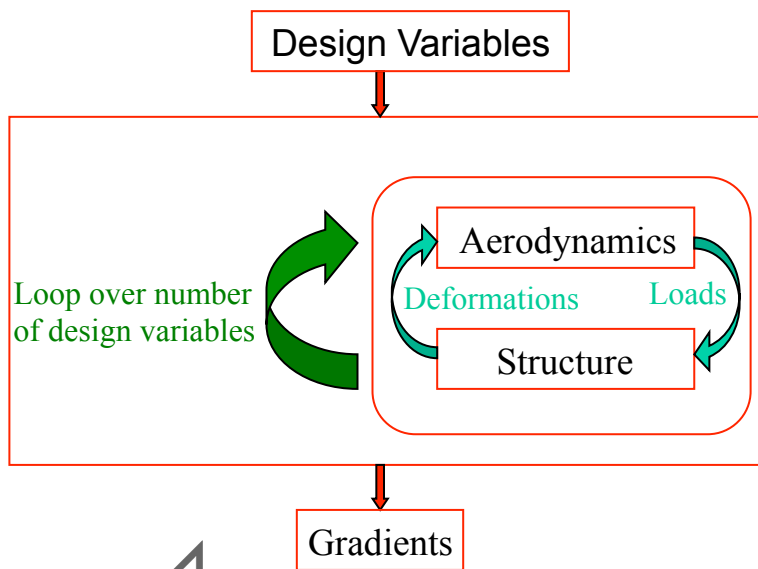 Design Variables
Aerodynamics
Loop over number
of design variables
Deformations
Loads
Structure
Gradients